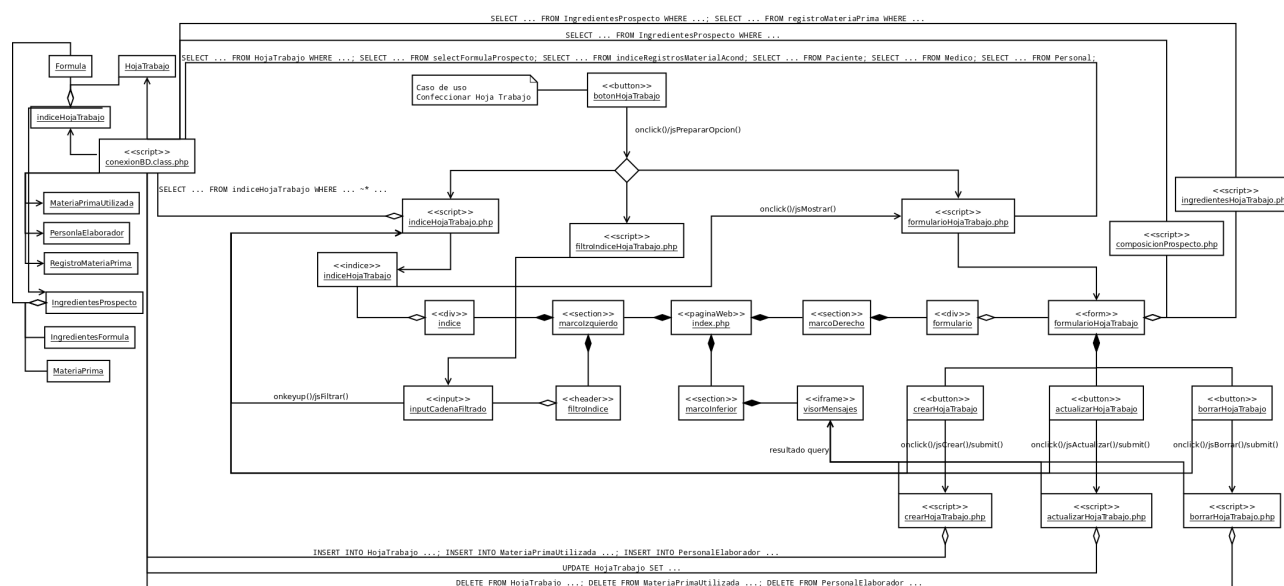 SELECT ... FROM IngredientesProspecto WHERE ...; SELECT ... FROM registroMateriaPrima WHERE ...
SELECT ... FROM IngredientesProspecto WHERE ...
SELECT ... FROM HojaTrabajo WHERE ...; SELECT ... FROM selectFormulaProspecto; SELECT ... FROM indiceRegistrosMaterialAcond; SELECT ... FROM Paciente; SELECT ... FROM Medico; SELECT ... FROM Personal;
Formula
HojaTrabajo
Caso de uso
Confeccionar Hoja Trabajo
<<button>>
botonHojaTrabajo
indiceHojaTrabajo
onclick()/jsPrepararOpcion()
<<script>>
conexionBD.class.php
SELECT ... FROM indiceHojaTrabajo WHERE ... ~* ...
<<script>>
ingredientesHojaTrabajo.ph
MateriaPrimaUtilizada
<<script>>
indiceHojaTrabajo.php
onclick()/jsMostrar()
<<script>>
formularioHojaTrabajo.php
PersonlaElaborador
<<script>>
filtroIndiceHojaTrabajo.php
<<script>>
composicionProspecto.php
RegistroMateriaPrima
<<indice>>
indiceHojaTrabajo
IngredientesProspecto
<<div>>
indice
<<section>>
marcoIzquierdo
<<paginaWeb>>
index.php
<<section>>
marcoDerecho
<<div>>
formulario
<<form>>
formularioHojaTrabajo
IngredientesFormula
MateriaPrima
onkeyup()/jsFiltrar()
<<input>>
inputCadenaFiltrado
<<header>>
filtroIndice
<<section>>
marcoInferior
<<iframe>>
visorMensajes
<<button>>
crearHojaTrabajo
<<button>>
actualizarHojaTrabajo
<<button>>
borrarHojaTrabajo
resultado query
onclick()/jsCrear()/submit()
onclick()/jsActualizar()/submit()
onclick()/jsBorrar()/submit()
<<script>>
crearHojaTrabajo.php
<<script>>
actualizarHojaTrabajo.php
<<script>>
borrarHojaTrabajo.php
INSERT INTO HojaTrabajo ...; INSERT INTO MateriaPrimaUtilizada ...; INSERT INTO PersonalElaborador ...
UPDATE HojaTrabajo SET ...
DELETE FROM HojaTrabajo ...; DELETE FROM MateriaPrimaUtilizada ...; DELETE FROM PersonalElaborador ...